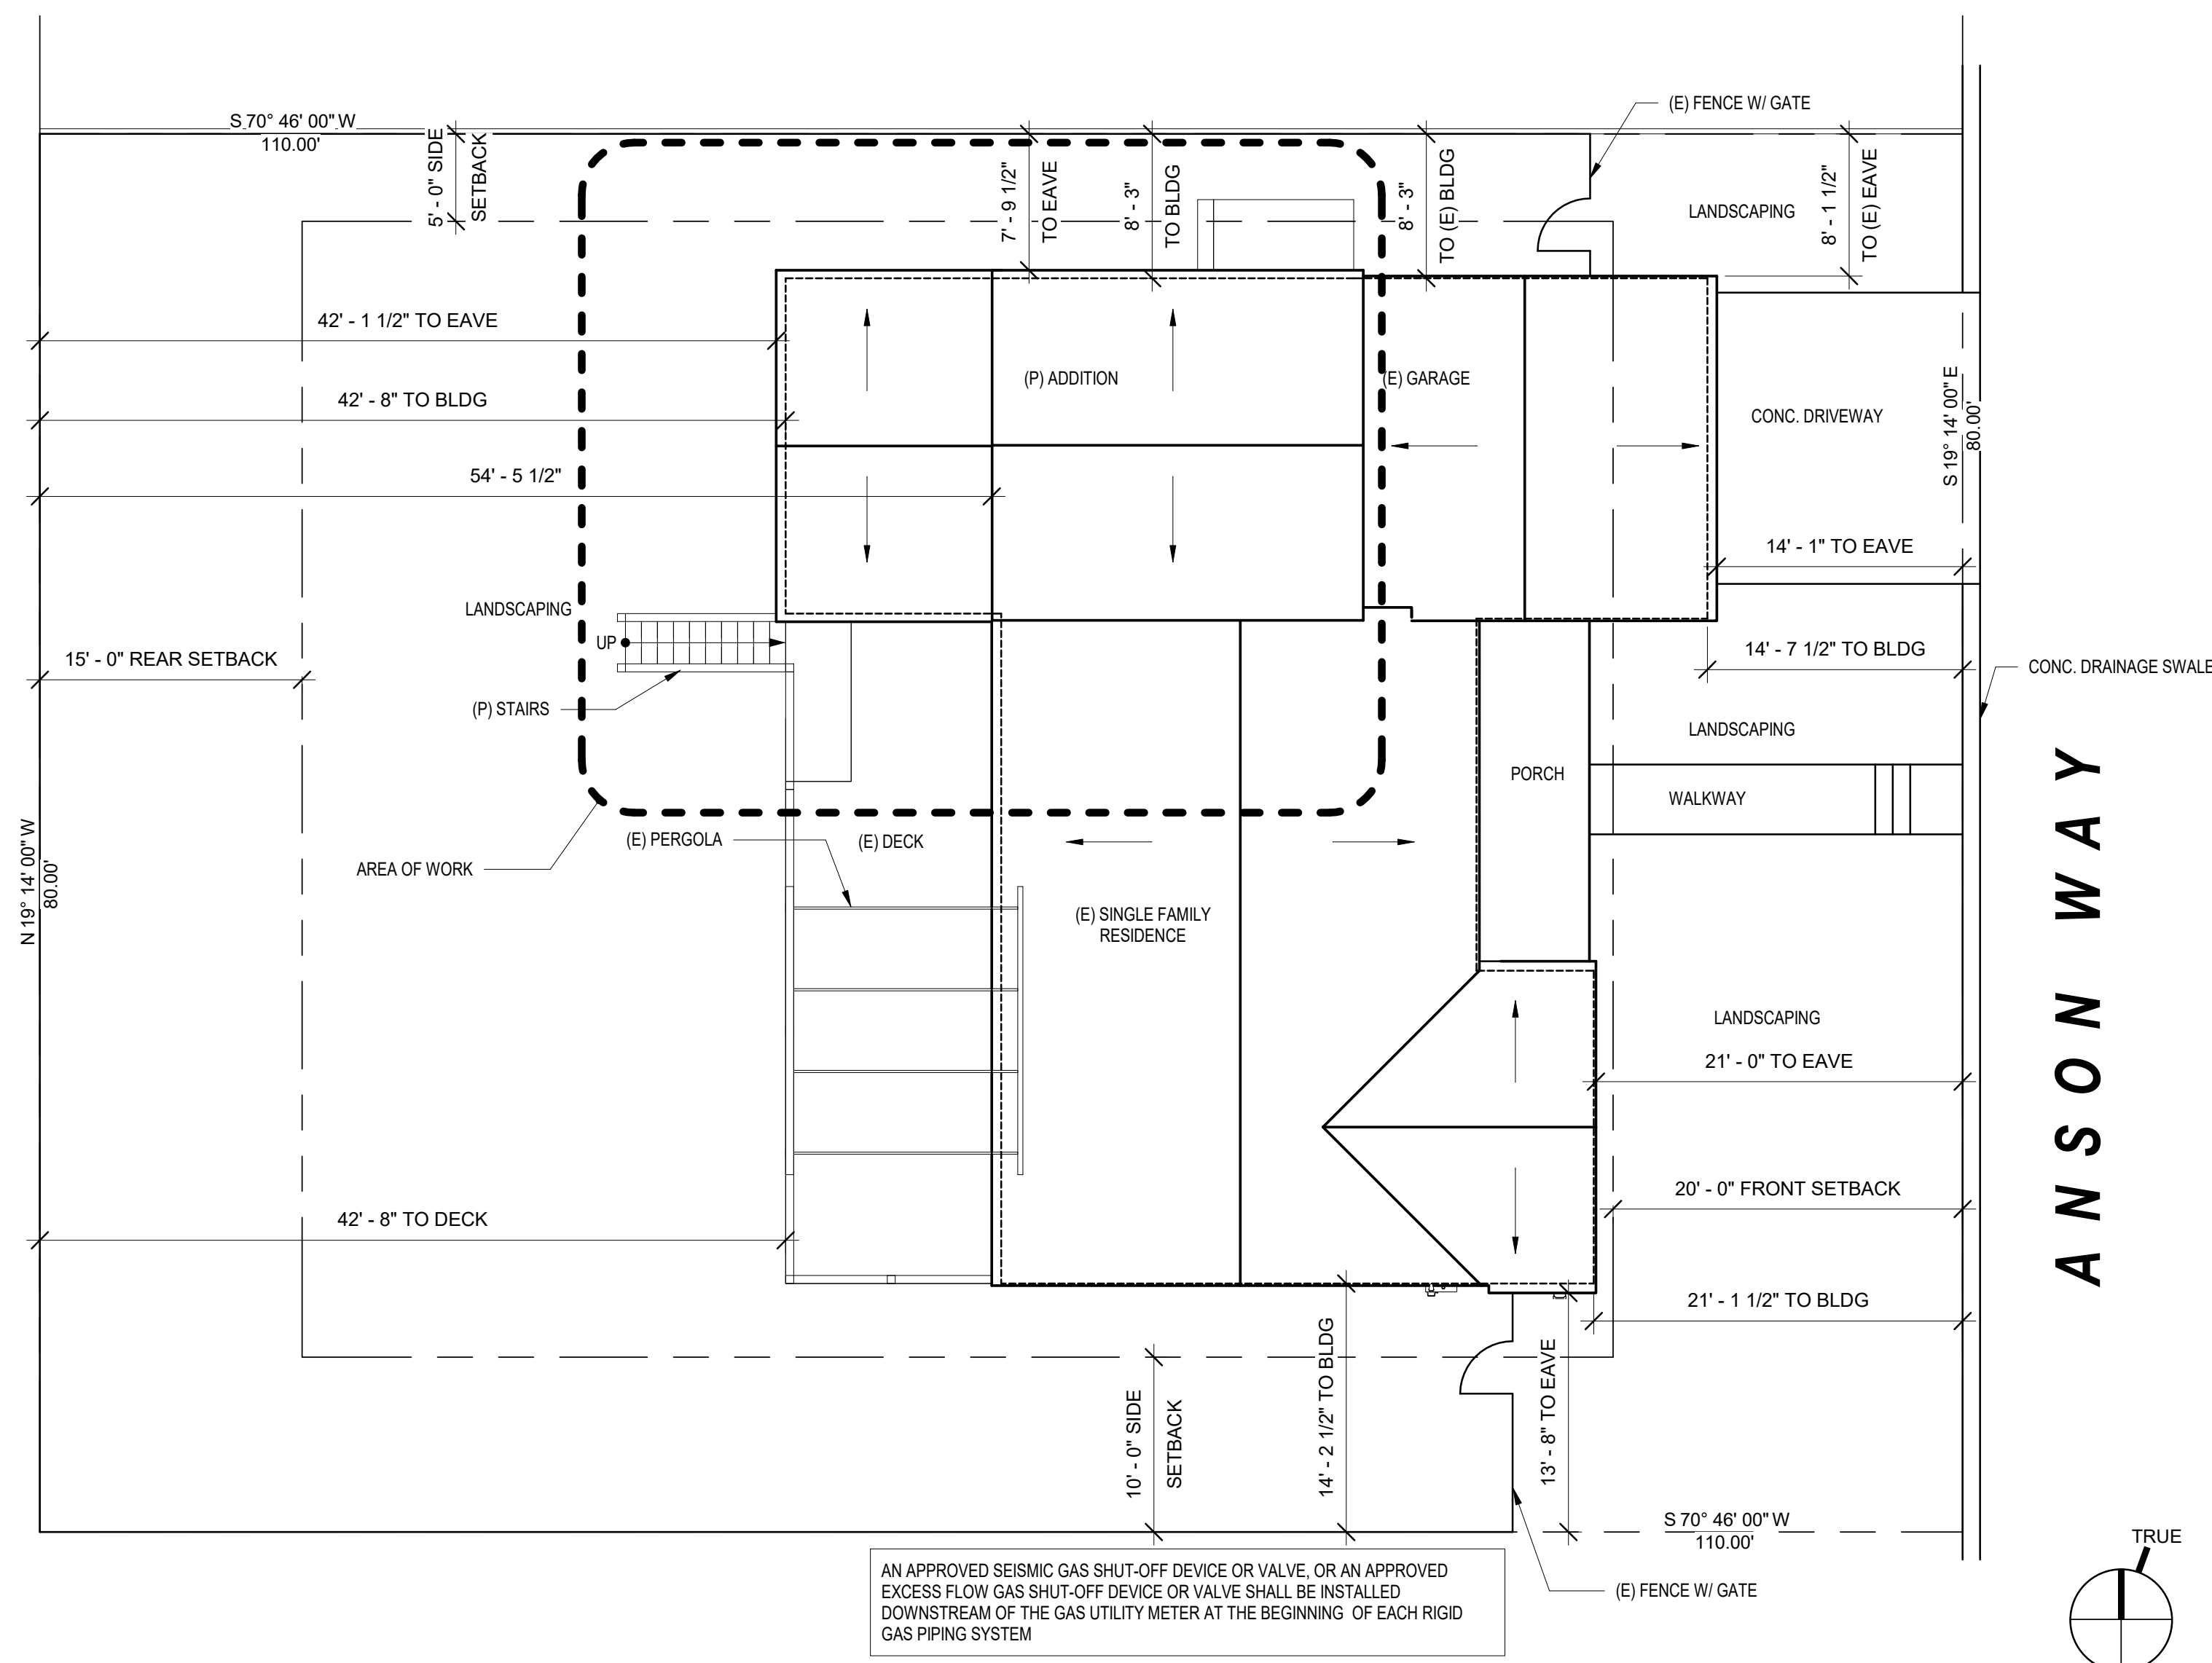 (E) FENCE W/ GATE
S 70° 46' 00" W
110.00'
5' - 0" SIDE
SETBACK
7' - 9 1/2"
TO EAVE
8' - 3"
TO BLDG
8' - 3"
TO (E) BLDG
LANDSCAPING
8' - 1 1/2"
TO (E) EAVE
42' - 1 1/2" TO EAVE
(P) ADDITION
(E) GARAGE
42' - 8" TO BLDG
CONC. DRIVEWAY
S 19° 14' 00" E
80.00'
54' - 5 1/2"
14' - 1" TO EAVE
LANDSCAPING
UP
15' - 0" REAR SETBACK
14' - 7 1/2" TO BLDG
CONC. DRAINAGE SWALE
(P) STAIRS
LANDSCAPING
PORCH
WALKWAY
(E) PERGOLA
(E) DECK
AREA OF WORK
N 19° 14' 00" W
80.00'
(E) SINGLE FAMILY
RESIDENCE
ANSON WAY
LANDSCAPING
21' - 0" TO EAVE
20' - 0" FRONT SETBACK
42' - 8" TO DECK
21' - 1 1/2" TO BLDG
10' - 0" SIDE
SETBACK
14' - 2 1/2" TO BLDG
13' - 8" TO EAVE
S 70° 46' 00" W
110.00'
TRUE
AN APPROVED SEISMIC GAS SHUT-OFF DEVICE OR VALVE, OR AN APPROVED
EXCESS FLOW GAS SHUT-OFF DEVICE OR VALVE SHALL BE INSTALLED
DOWNSTREAM OF THE GAS UTILITY METER AT THE BEGINNING OF EACH RIGID
GAS PIPING SYSTEM
(E) FENCE W/ GATE